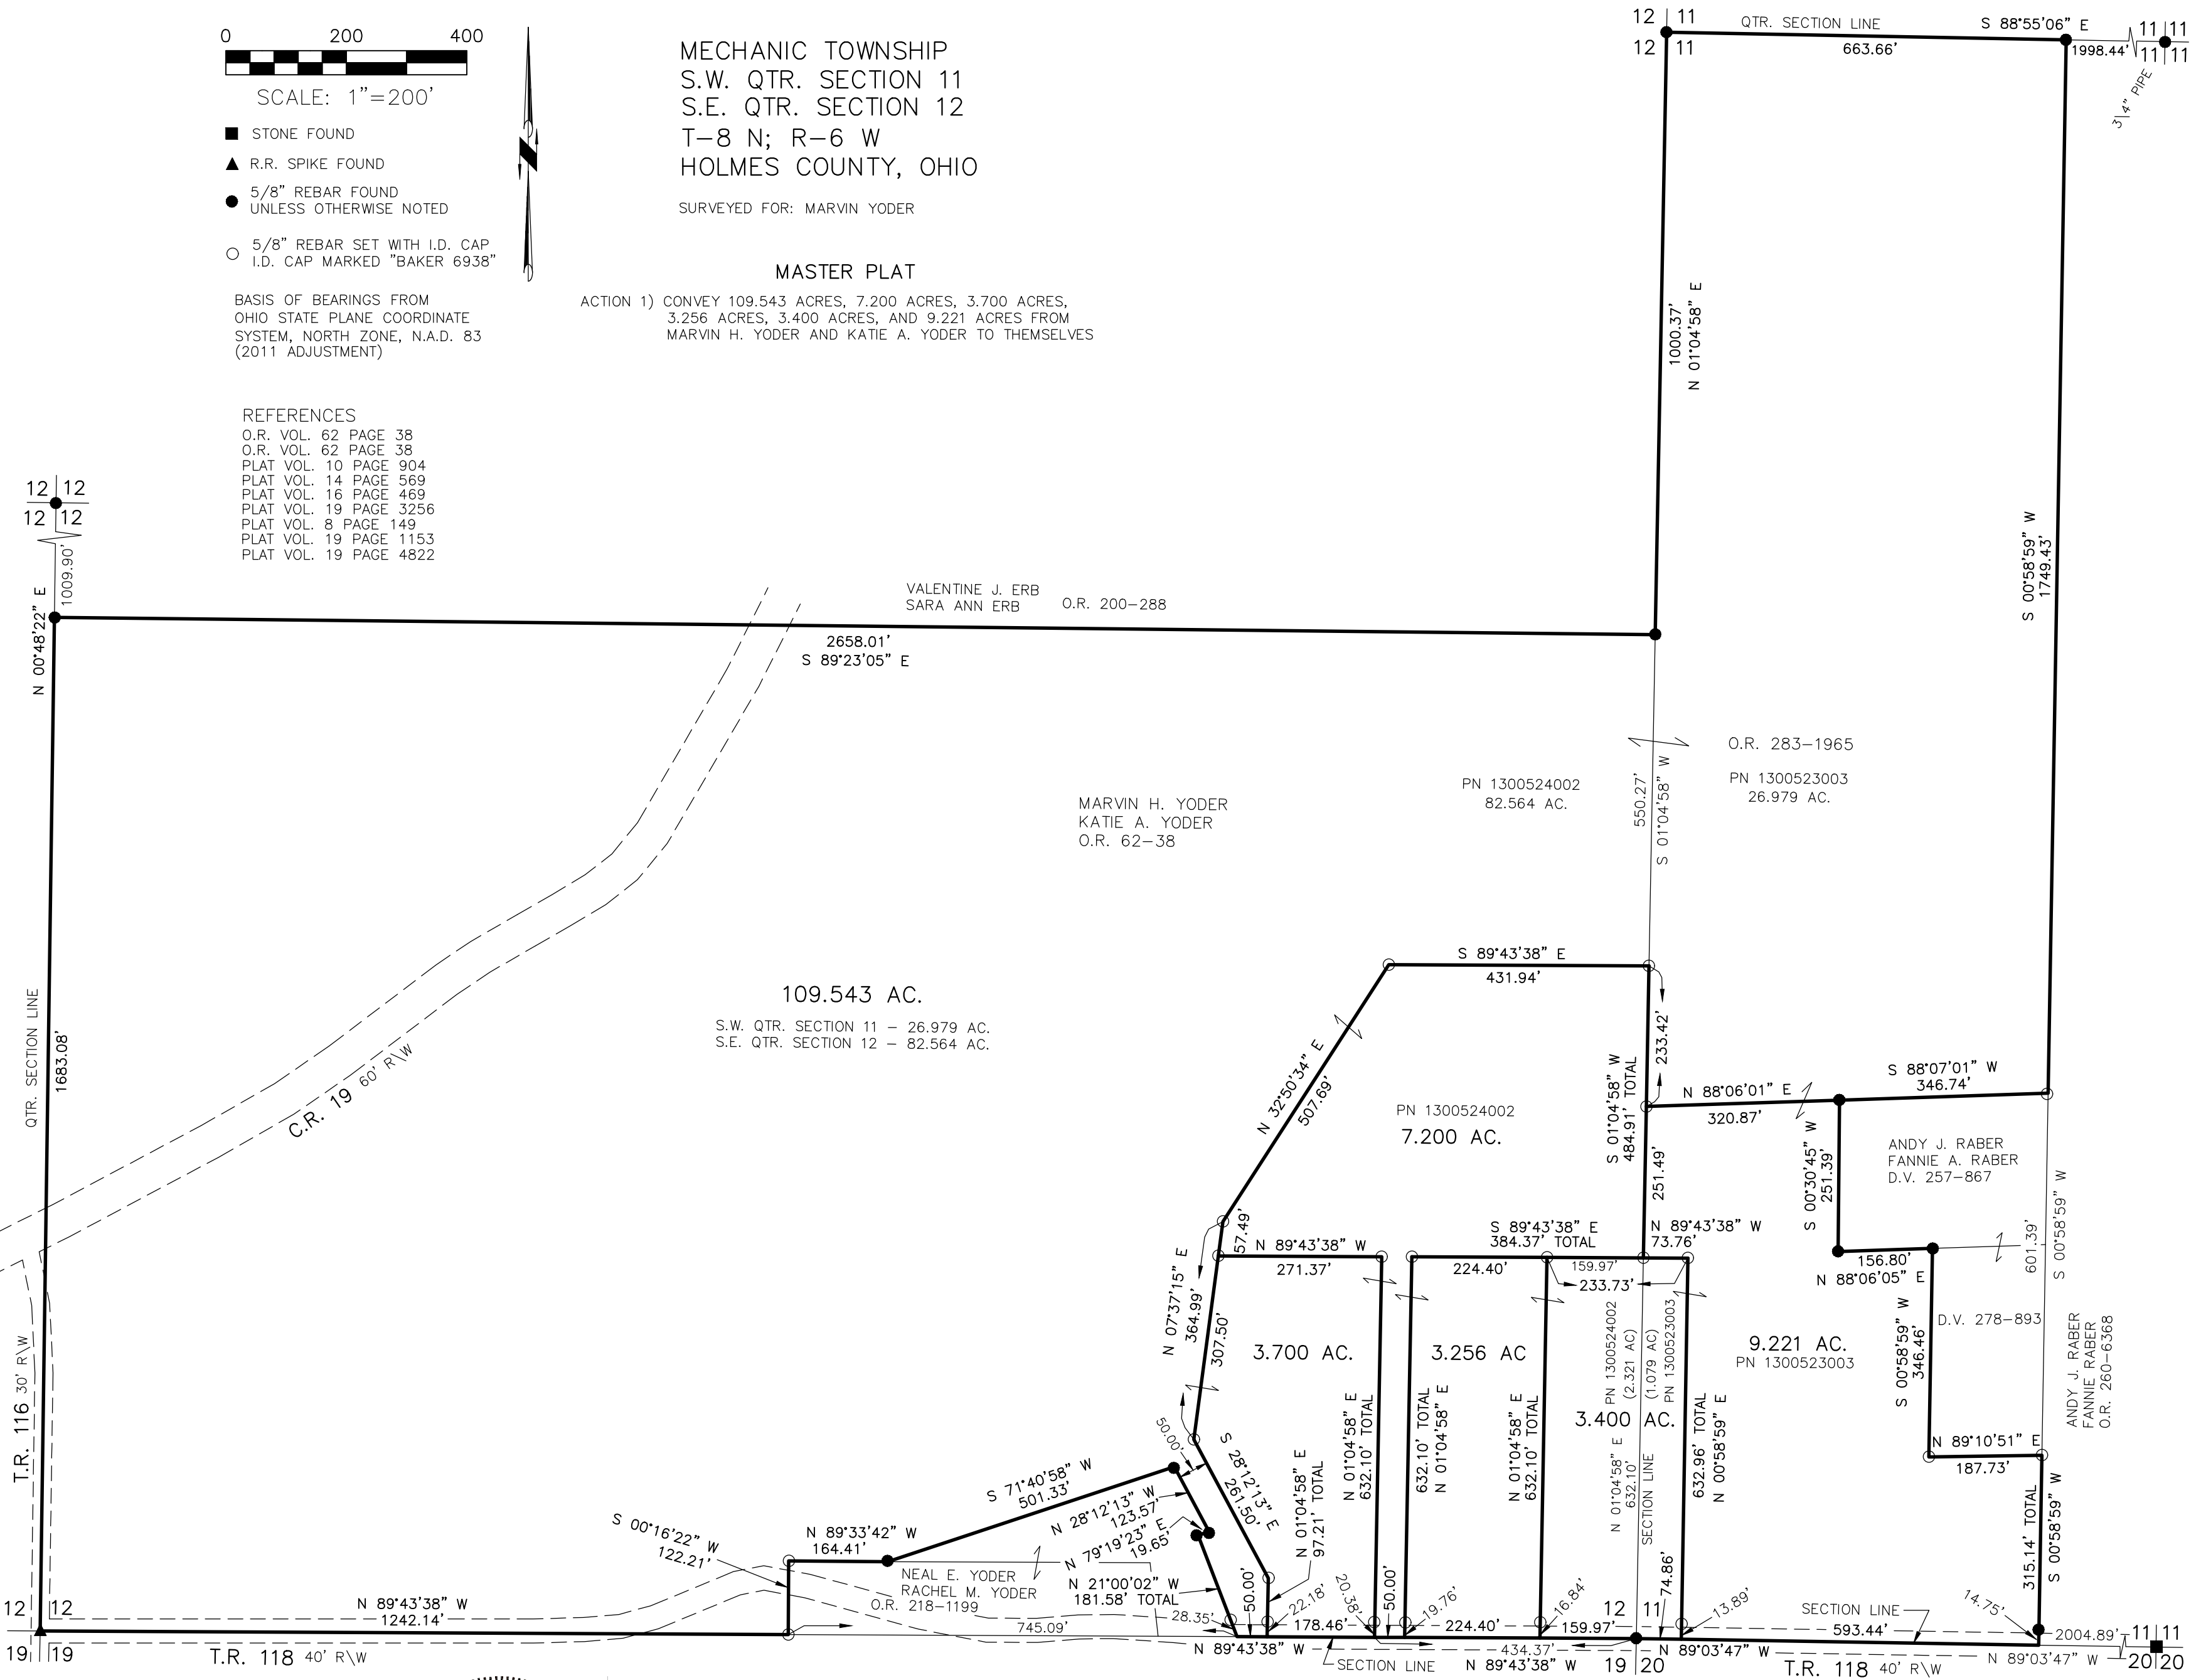 0 200 400
SCALE: 1"=200'
STONE FOUND
R.R. SPIKE FOUND
5/8" REBAR FOUND
UNLESS OTHERWISE NOTED
5/8" REBAR SET WITH I.D. CAP
I.D. CAP MARKED "BAKER 6938"
BASIS OF BEARINGS FROM
OHIO STATE PLANE COORDINATE
SYSTEM, NORTH ZONE, N.A.D. 83
(2011 ADJUSTMENT)
REFERENCES
O.R. VOL. 62 PAGE 38
O.R. VOL. 62 PAGE 38
PLAT VOL. 10 PAGE 904
PLAT VOL. 14 PAGE 569
PLAT VOL. 16 PAGE 469
PLAT VOL. 19 PAGE 3256
PLAT VOL. 8 PAGE 149
PLAT VOL. 19 PAGE 1153
PLAT VOL. 19 PAGE 4822
MECHANIC TOWNSHIP
S.W. QTR. SECTION 11
S.E. QTR. SECTION 12
T-8 N; R-6 W
HOLMES COUNTY, OHIO
SURVEYED FOR: MARVIN YODER
MASTER PLAT
ACTION 1) CONVEY 109.543 ACRES, 7.200 ACRES, 3.700 ACRES,
3.256 ACRES, 3.400 ACRES, AND 9.221 ACRES FROM
MARVIN H. YODER AND KATIE A. YODER TO THEMSELVES
12 11
12 11
QTR. SECTION LINE
S 88°55'06" E
663.66'
1998.44'
11 11
11 11
3\4" PIPE
1000.37'
N 01°04'58" E
S 00°58'59" W
1749.43'
12 12
12 12
1009.90'
N 00°48'22" E
VALENTINE J. ERB
SARA ANN ERB
O.R. 200-288
2658.01'
S 89°23'05" E
O.R. 283-1965
PN 1300523003
26.979 AC.
PN 1300524002
82.564 AC.
550.27'
S 01°04'58" W
MARVIN H. YODER
KATIE A. YODER
O.R. 62-38
109.543 AC.
S.W. QTR. SECTION 11 - 26.979 AC.
S.E. QTR. SECTION 12 - 82.564 AC.
QTR. SECTION LINE
1683.08'
C.R. 19 60' R\W
S 89°43'38" E
431.94'
N 32°50'34" E
507.69'
PN 1300524002
7.200 AC.
S 01°04'58" W
484.91' TOTAL
233.42'
251.49'
N 88°06'01" E
320.87'
S 88°07'01" W
346.74'
ANDY J. RABER
FANNIE A. RABER
D.V. 257-867
S 00°30'45" W
251.39'
156.80'
N 88°06'05" E
601.39'
S 00°58'59" W
D.V. 278-893
S 00°58'59" W
346.46'
N 89°10'51" E
187.73'
ANDY J. RABER
FANNIE RABER
O.R. 260-6368
57.49'
N 07°37'15" E
364.99'
307.50'
N 89°43'38" W
271.37'
S 89°43'38" E
384.37' TOTAL
224.40'
159.97'
N 89°43'38" W
73.76'
233.73'
3.700 AC.
3.256 AC
3.400 AC.
9.221 AC.
PN 1300523003
PN 1300524002
(2.321 AC)
(1.079 AC)
PN 1300523003
N 01°04'58" E
632.10' TOTAL
632.10' TOTAL
N 01°04'58" E
N 01°04'58" E
632.10' TOTAL
N 01°04'58" E
632.10'
SECTION LINE
632.96' TOTAL
N 00°58'59" E
315.14' TOTAL
S 00°58'59" W
50.00'
S 28°12'13" E
261.50'
N 01°04'58" E
97.21' TOTAL
S 71°40'58" W
501.33'
N 28°12'13" W
123.57'
N 79°19'23" E
19.65'
N 21°00'02" W
181.58' TOTAL
S 00°16'22" W
122.21'
N 89°33'42" W
164.41'
NEAL E. YODER
RACHEL M. YODER
O.R. 218-1199
28.35'
50.00'
22.18'
20.38'
50.00'
19.76'
16.84'
74.86'
13.89'
14.75'
T.R. 116 30' R\W
12 12
19 19
N 89°43'38" W
1242.14'
T.R. 118 40' R\W
745.09'
N 89°43'38" W
178.46'
224.40'
159.97'
434.37'
SECTION LINE
N 89°43'38" W
12 11
19 20
N 89°03'47" W
593.44'
SECTION LINE
T.R. 118 40' R\W
N 89°03'47" W
2004.89'
11 11
20 20